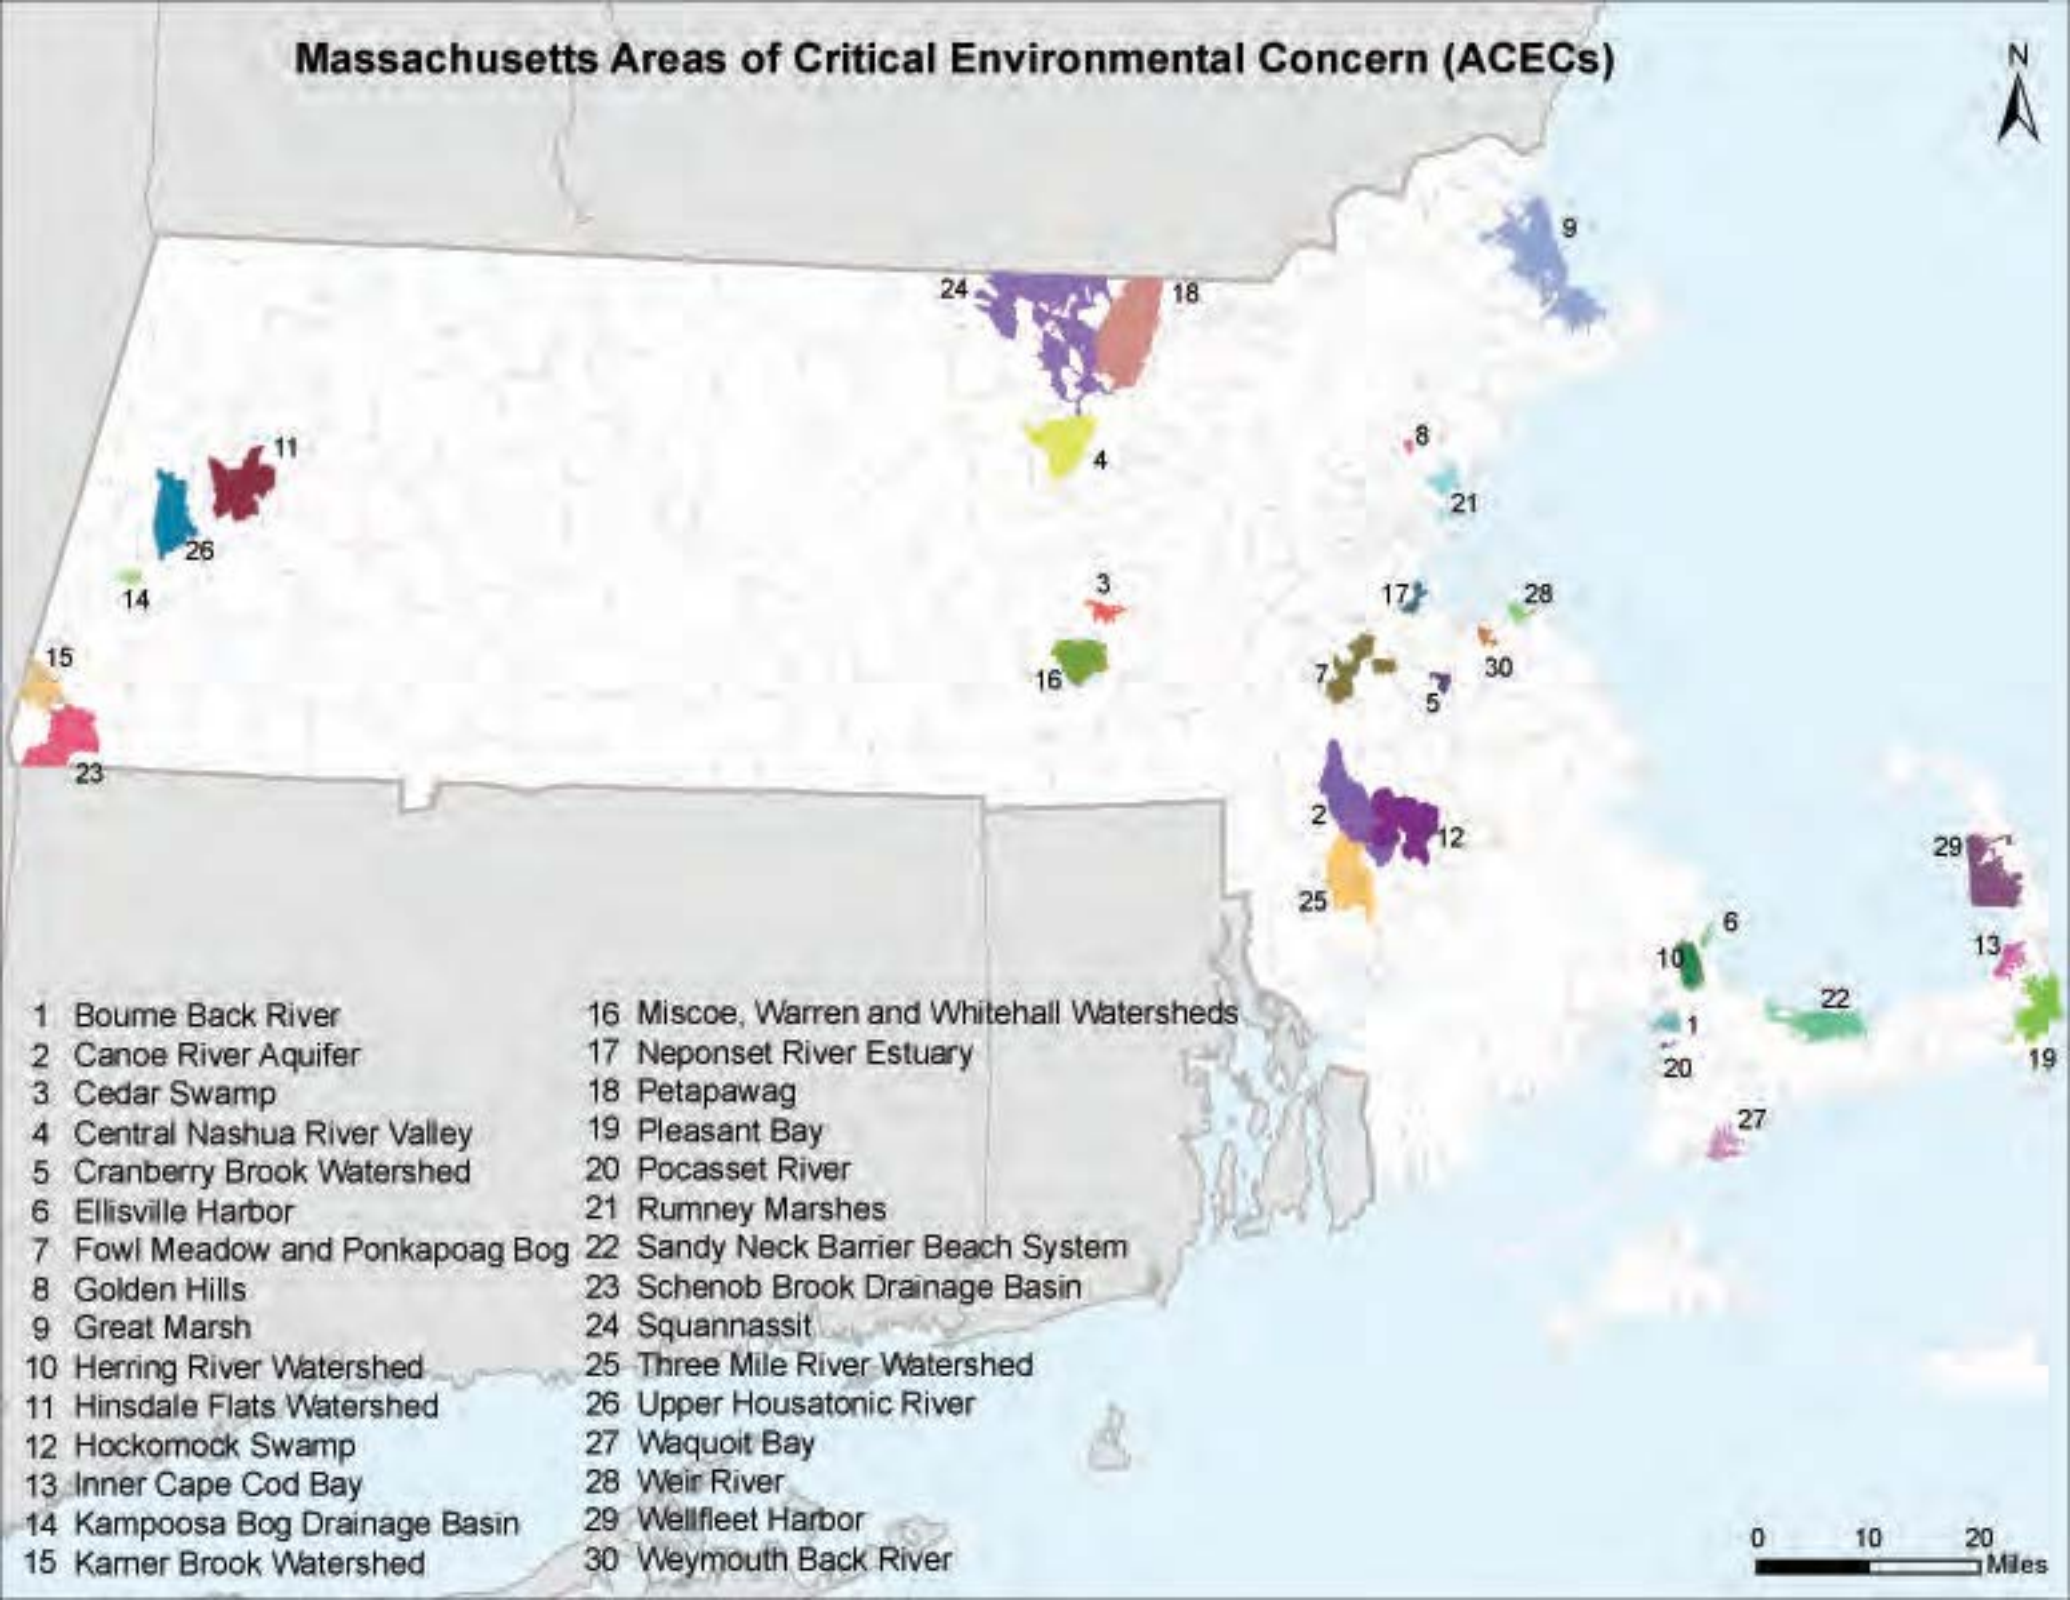 Massachusetts Areas of Critical Environmental Concern (ACECs)
N
9
24
18
8
4
11
21
26
3
17
28
14
15
7
30
16
5
23
2
12
29
25
6
10
13
22
1
20
19
27
1 Bourne Back River
2 Canoe River Aquifer
3 Cedar Swamp
4 Central Nashua River Valley
5 Cranberry Brook Watershed
6 Ellisville Harbor
7 Fowl Meadow and Ponkapoag Bog
8 Golden Hills
9 Great Marsh
10 Herring River Watershed
11 Hinsdale Flats Watershed
12 Hockomock Swamp
13 Inner Cape Cod Bay
14 Kampoosa Bog Drainage Basin
15 Karner Brook Watershed
16 Miscoe, Warren and Whitehall Watersheds
17 Neponset River Estuary
18 Petapawag
19 Pleasant Bay
20 Pocasset River
21 Rumney Marshes
22 Sandy Neck Barrier Beach System
23 Schenob Brook Drainage Basin
24 Squannassit
25 Three Mile River Watershed
26 Upper Housatonic River
27 Waquoit Bay
28 Weir River
29 Wellfleet Harbor
30 Weymouth Back River
0 10 20
Miles